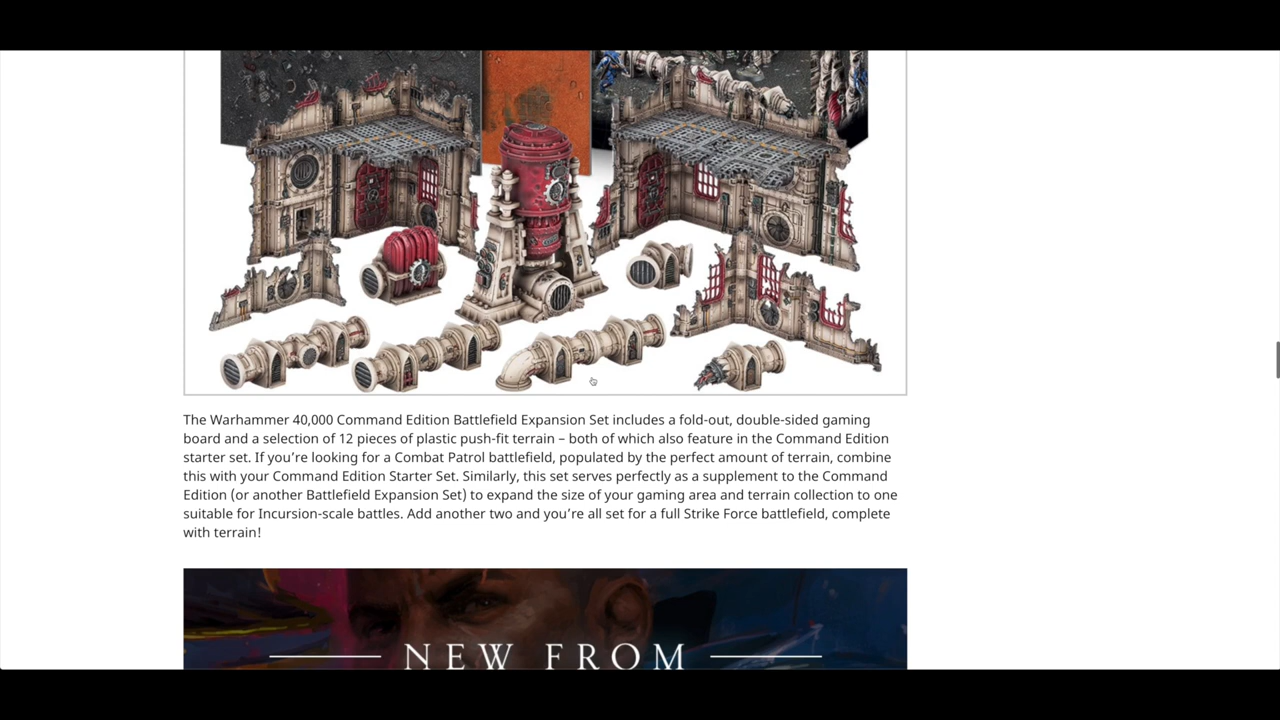 The Warhammer 40,000 Command Edition Battlefield Expansion Set includes a fold-out, double-sided gaming
board and a selection of 12 pieces of plastic push-fit terrain – both of which also feature in the Command Edition
starter set. If you’re looking for a Combat Patrol battlefield, populated by the perfect amount of terrain, combine
this with your Command Edition Starter Set. Similarly, this set serves perfectly as a supplement to the Command
Edition (or another Battlefield Expansion Set) to expand the size of your gaming area and terrain collection to one
suitable for Incursion-scale battles. Add another two and you’re all set for a full Strike Force battlefield, complete
with terrain!
NEW FROM